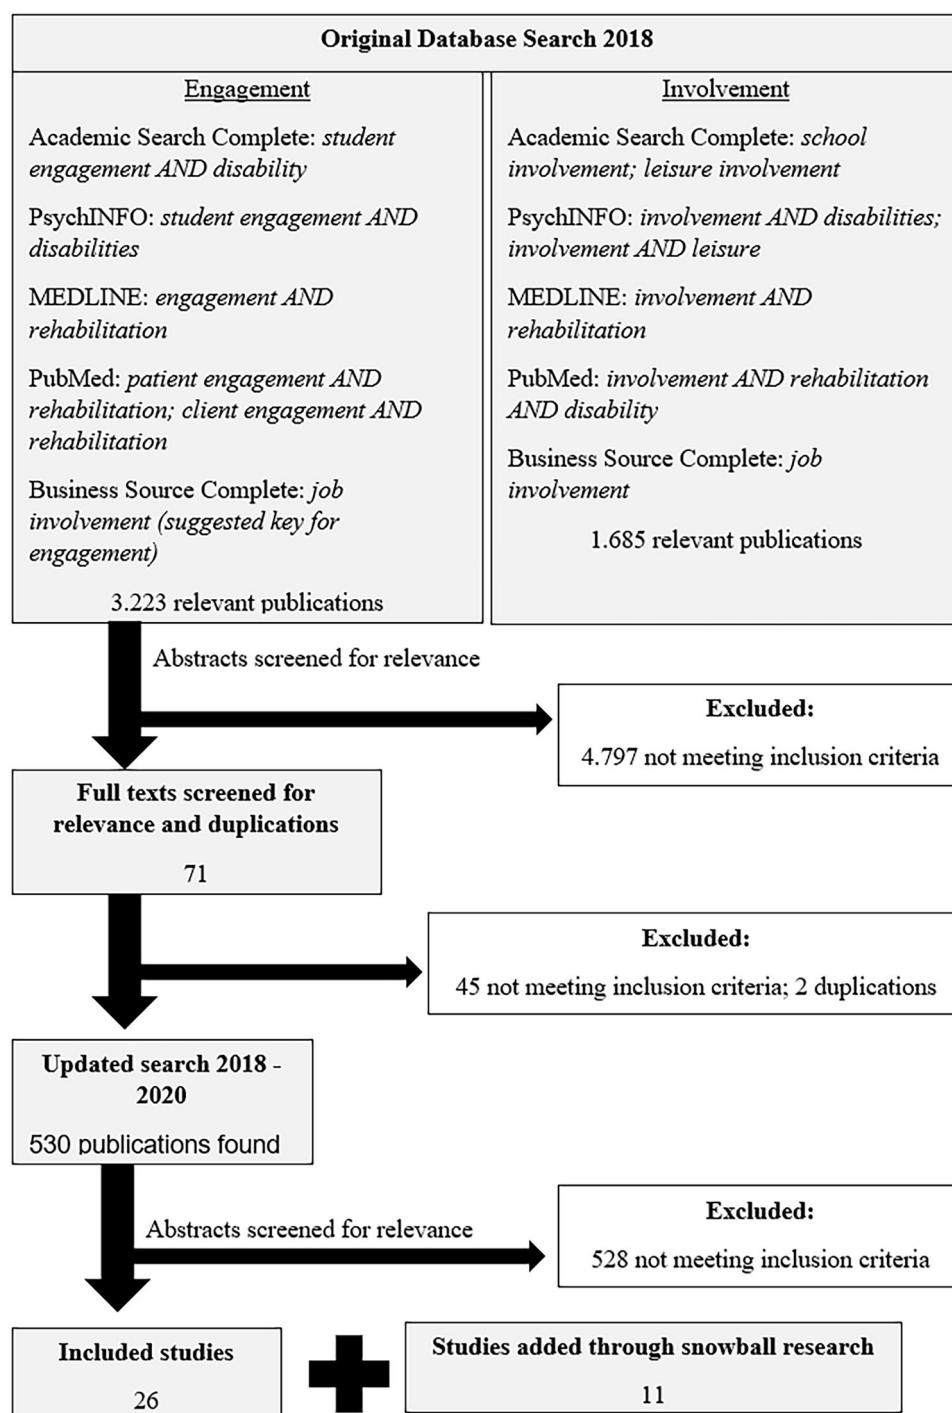 Original Database Search 2018
Engagement
Academic Search Complete: student
engagement AND disability
PsychINFO: student engagement AND
disabilities
MEDLINE: engagement AND
rehabilitation
PubMed: patient engagement AND
rehabilitation; client engagement AND
rehabilitation
Business Source Complete: job
involvement (suggested key for
engagement)
3.223 relevant publications
Involvement
Academic Search Complete: school
involvement; leisure involvement
PsychINFO: involvement AND disabilities;
involvement AND leisure
MEDLINE: involvement AND
rehabilitation
PubMed: involvement AND rehabilitation
AND disability
Business Source Complete: job
involvement
1.685 relevant publications
Abstracts screened for relevance
Excluded:
4.797 not meeting inclusion criteria
Full texts screened for
relevance and duplications
71
Excluded:
45 not meeting inclusion criteria; 2 duplications
Updated search 2018 -
2020
530 publications found
Abstracts screened for relevance
Excluded:
528 not meeting inclusion criteria
Included studies
26
Studies added through snowball research
11